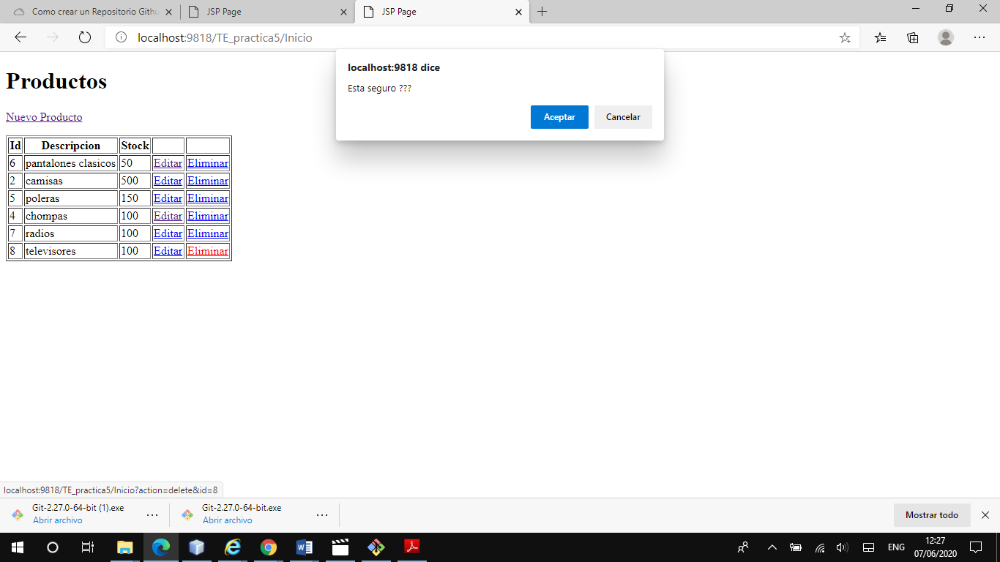 Como crear un Repositorio Githu
JSP Page
JSP Page
localhost:9818/TE_practica5/Inicio
localhost:9818 dice
Esta seguro ???
Aceptar Cancelar
Productos
Nuevo Producto
Id Descripcion Stock
6 pantalones clasicos 50 Editar Eliminar
2 camisas 500 Editar Eliminar
5 poleras 150 Editar Eliminar
4 chompas 100 Editar Eliminar
7 radios 100 Editar Eliminar
8 televisores 100 Editar Eliminar
localhost:9818/TE_practica5/Inicio?action=delete&id=8
Git-2.27.0-64-bit (1).exe
Abrir archivo
Git-2.27.0-64-bit.exe
Abrir archivo
Mostrar todo
ENG
12:27
07/06/2020